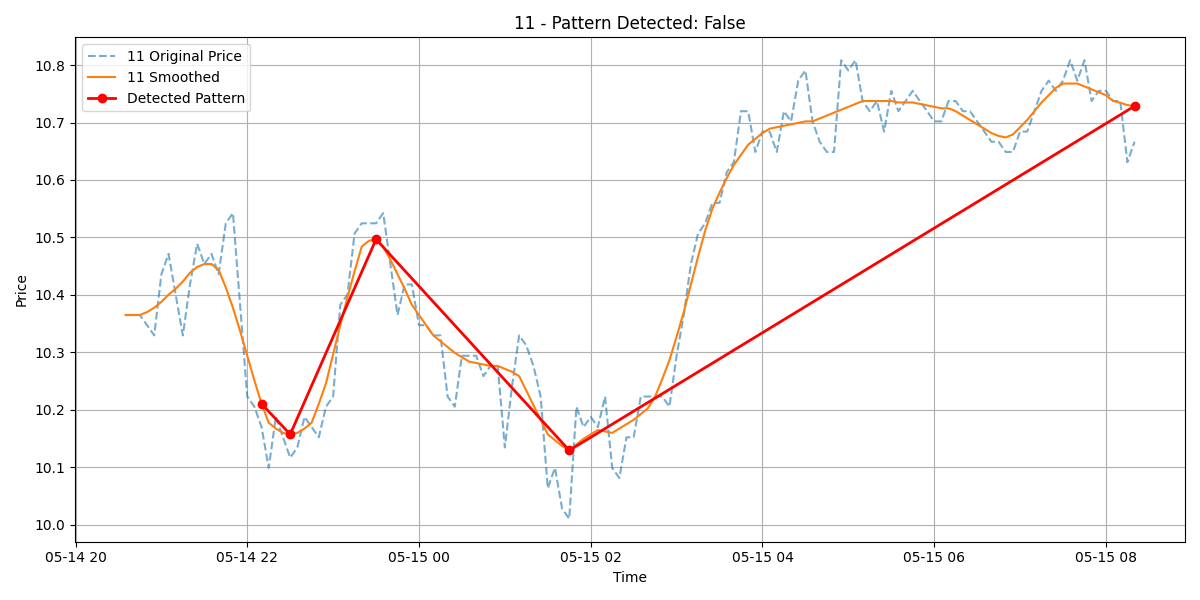 11 - Pattern Detected: False
11 Original Price
11 Smoothed
Detected Pattern
Price
10.8
10.7
10.6
10.5
10.4
10.3
10.2
10.1
10.0
05-14 20 05-14 22 05-15 00 05-15 02 05-15 04 05-15 06 05-15 08
Time